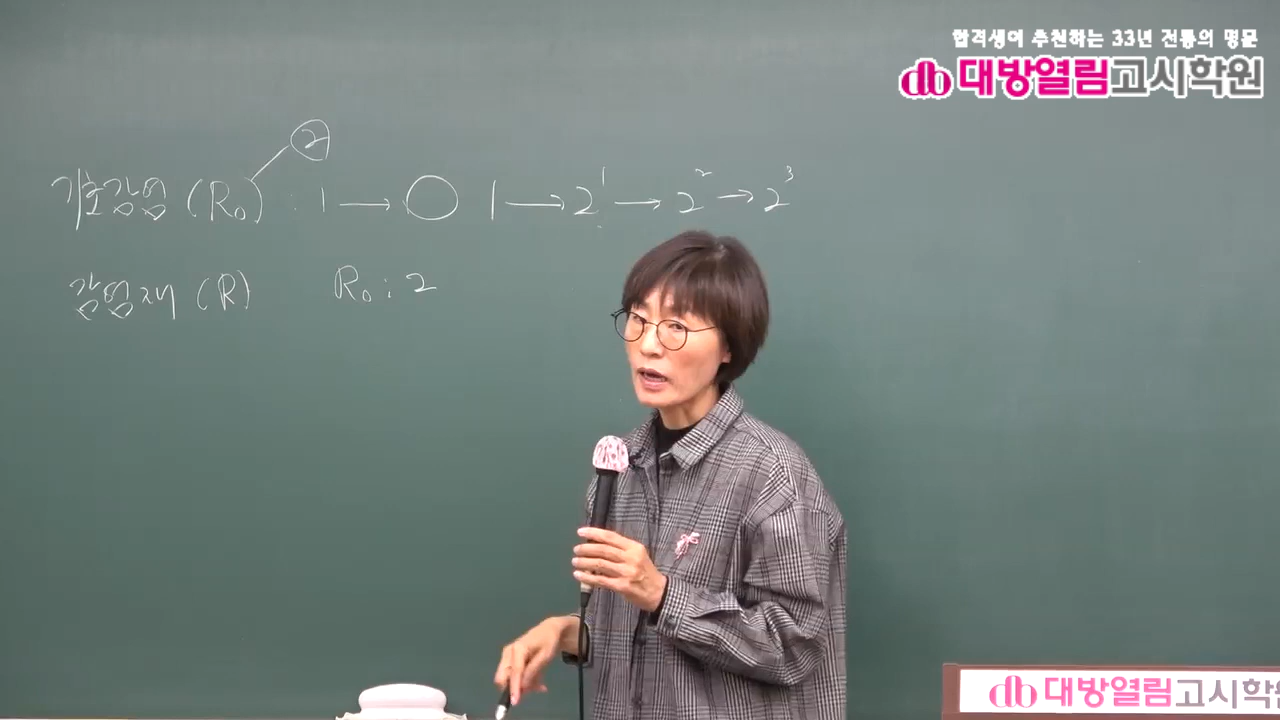 합격생이 추천하는 33년 전통의 명문
대방열림고시학원
2
기초감염 (R₀) : 1 → ○ 1 → 2¹ → 2² → 2³
감염재 (R) R₀ : 2
대방열림고시학원